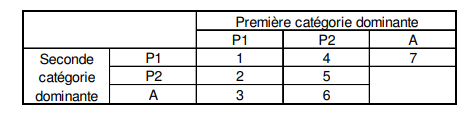 Première catégorie dominante
P1 P2 A
Seconde P1 1 4 7
catégorie P2 2 5
dominante A 3 6